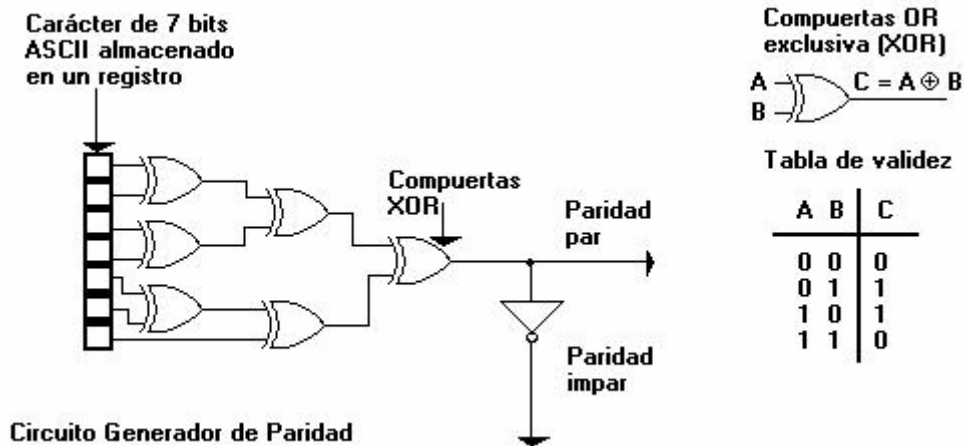 Carácter de 7 bits
ASCII almacenado
en un registro
Compuertas
XOR
Paridad
par
Paridad
impar
Circuito Generador de Paridad
Compuertas OR
exclusiva (XOR)
A
B
C = A ⊕ B
Tabla de validez
A B C
0 0 0
0 1 1
1 0 1
1 1 0